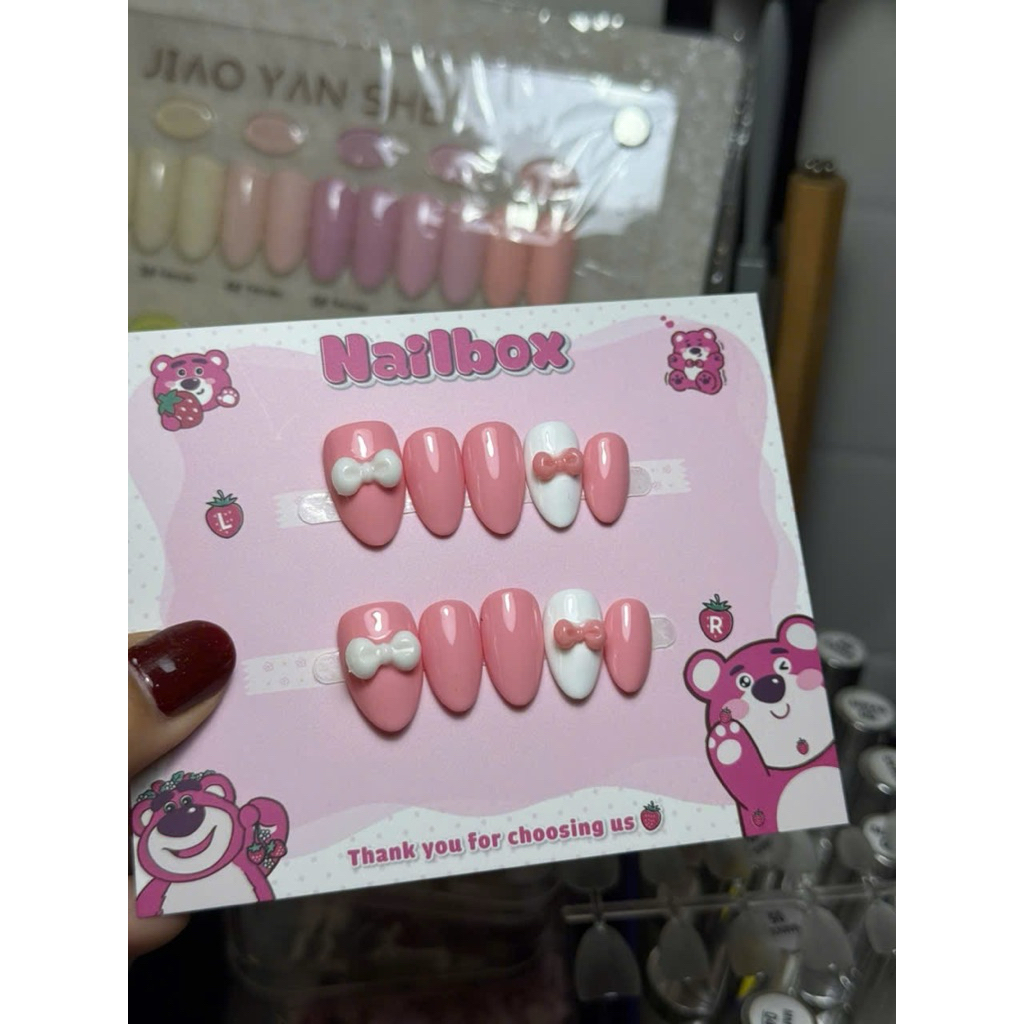 JIAO YAN SHE
Nailbox
L
R
Thank you for choosing us